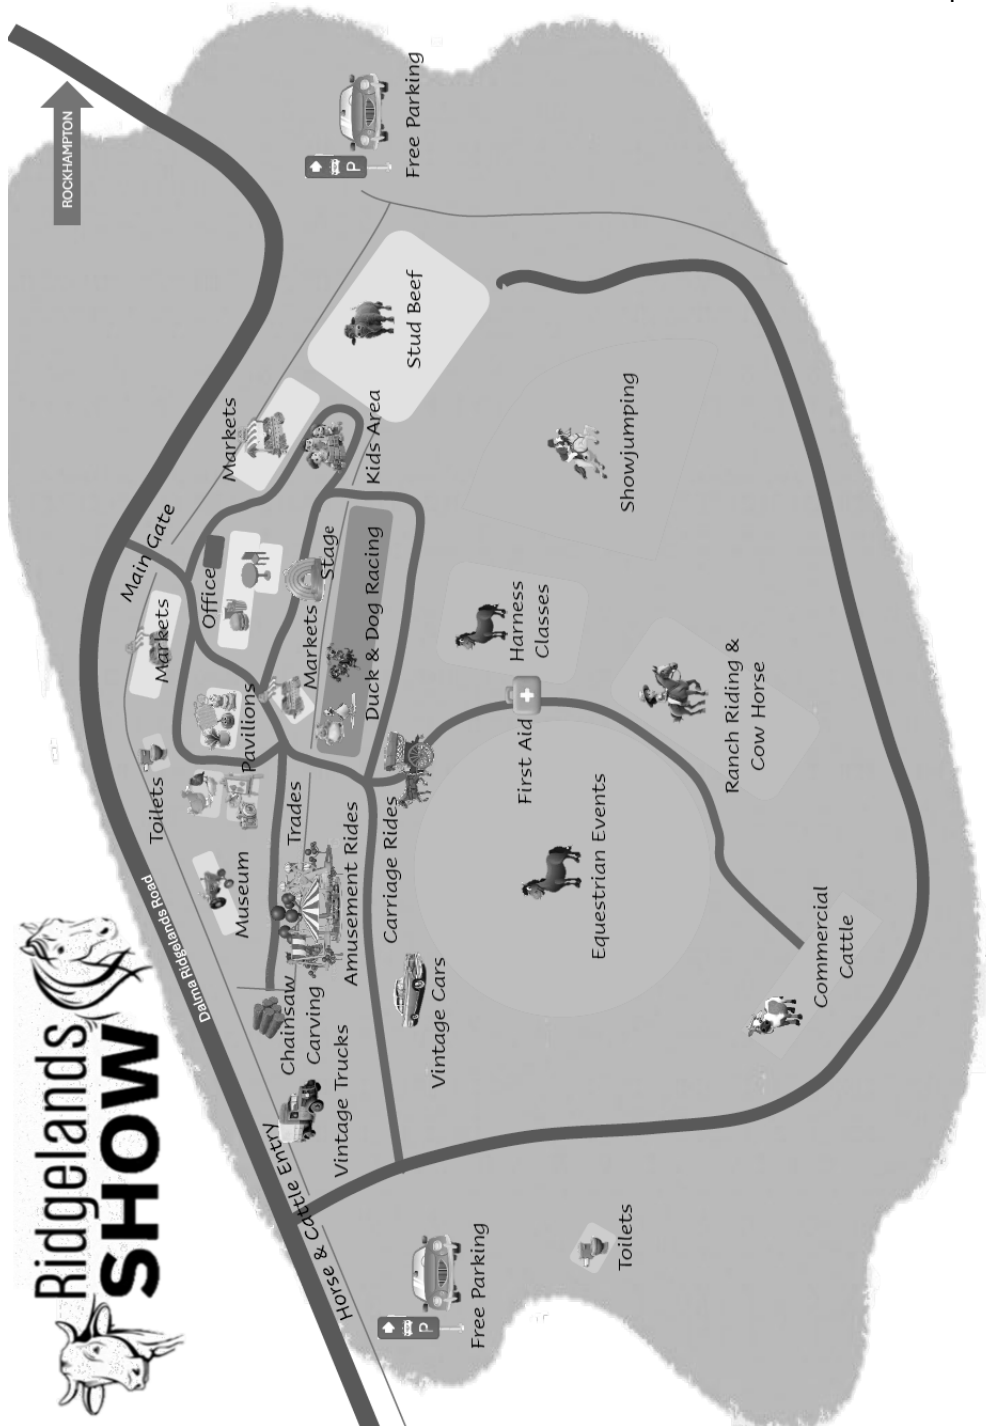 Ridgelands
SHOW
ROCKHAMPTON
Dalma Ridgelands Road
Horse & Cattle Entry
Main Gate
Toilets
Markets
Office
Markets
Museum
Pavilions
Chainsaw
Carving
Trades
Markets
Stage
Vintage Trucks
Amusement Rides
Duck & Dog Racing
Kids Area
Stud Beef
Free Parking
P
Free Parking
P
Vintage Cars
Carriage Rides
First Aid
Harness
Classes
Equestrian Events
Showjumping
Toilets
Ranch Riding &
Cow Horse
Commercial
Cattle